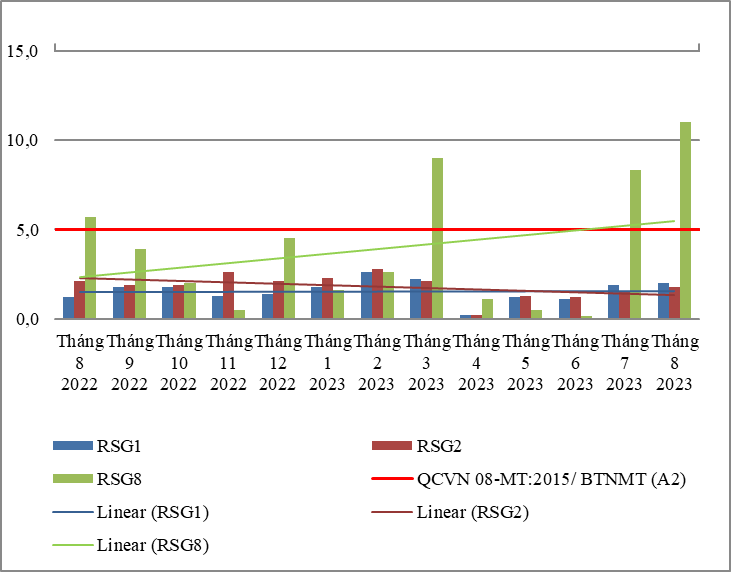 15,0
10,0
5,0
0,0
Tháng Tháng Tháng Tháng Tháng Tháng Tháng Tháng Tháng Tháng Tháng Tháng Tháng
8 9 10 11 12 1 2 3 4 5 6 7 8
2022 2022 2022 2022 2022 2023 2023 2023 2023 2023 2023 2023 2023
RSG1 RSG2
RSG8 QCVN 08-MT:2015/ BTNMT (A2)
Linear (RSG1) Linear (RSG2)
Linear (RSG8)